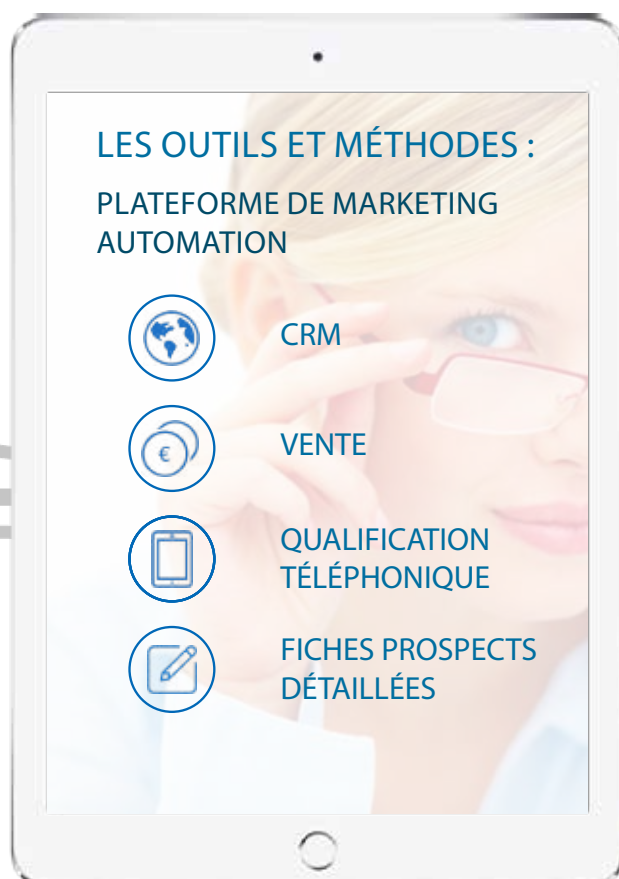 LES OUTILS ET MÉTHODES :
PLATEFORME DE MARKETING
AUTOMATION
CRM
€
VENTE
QUALIFICATION
TÉLÉPHONIQUE
FICHES PROSPECTS
DÉTAILLÉES